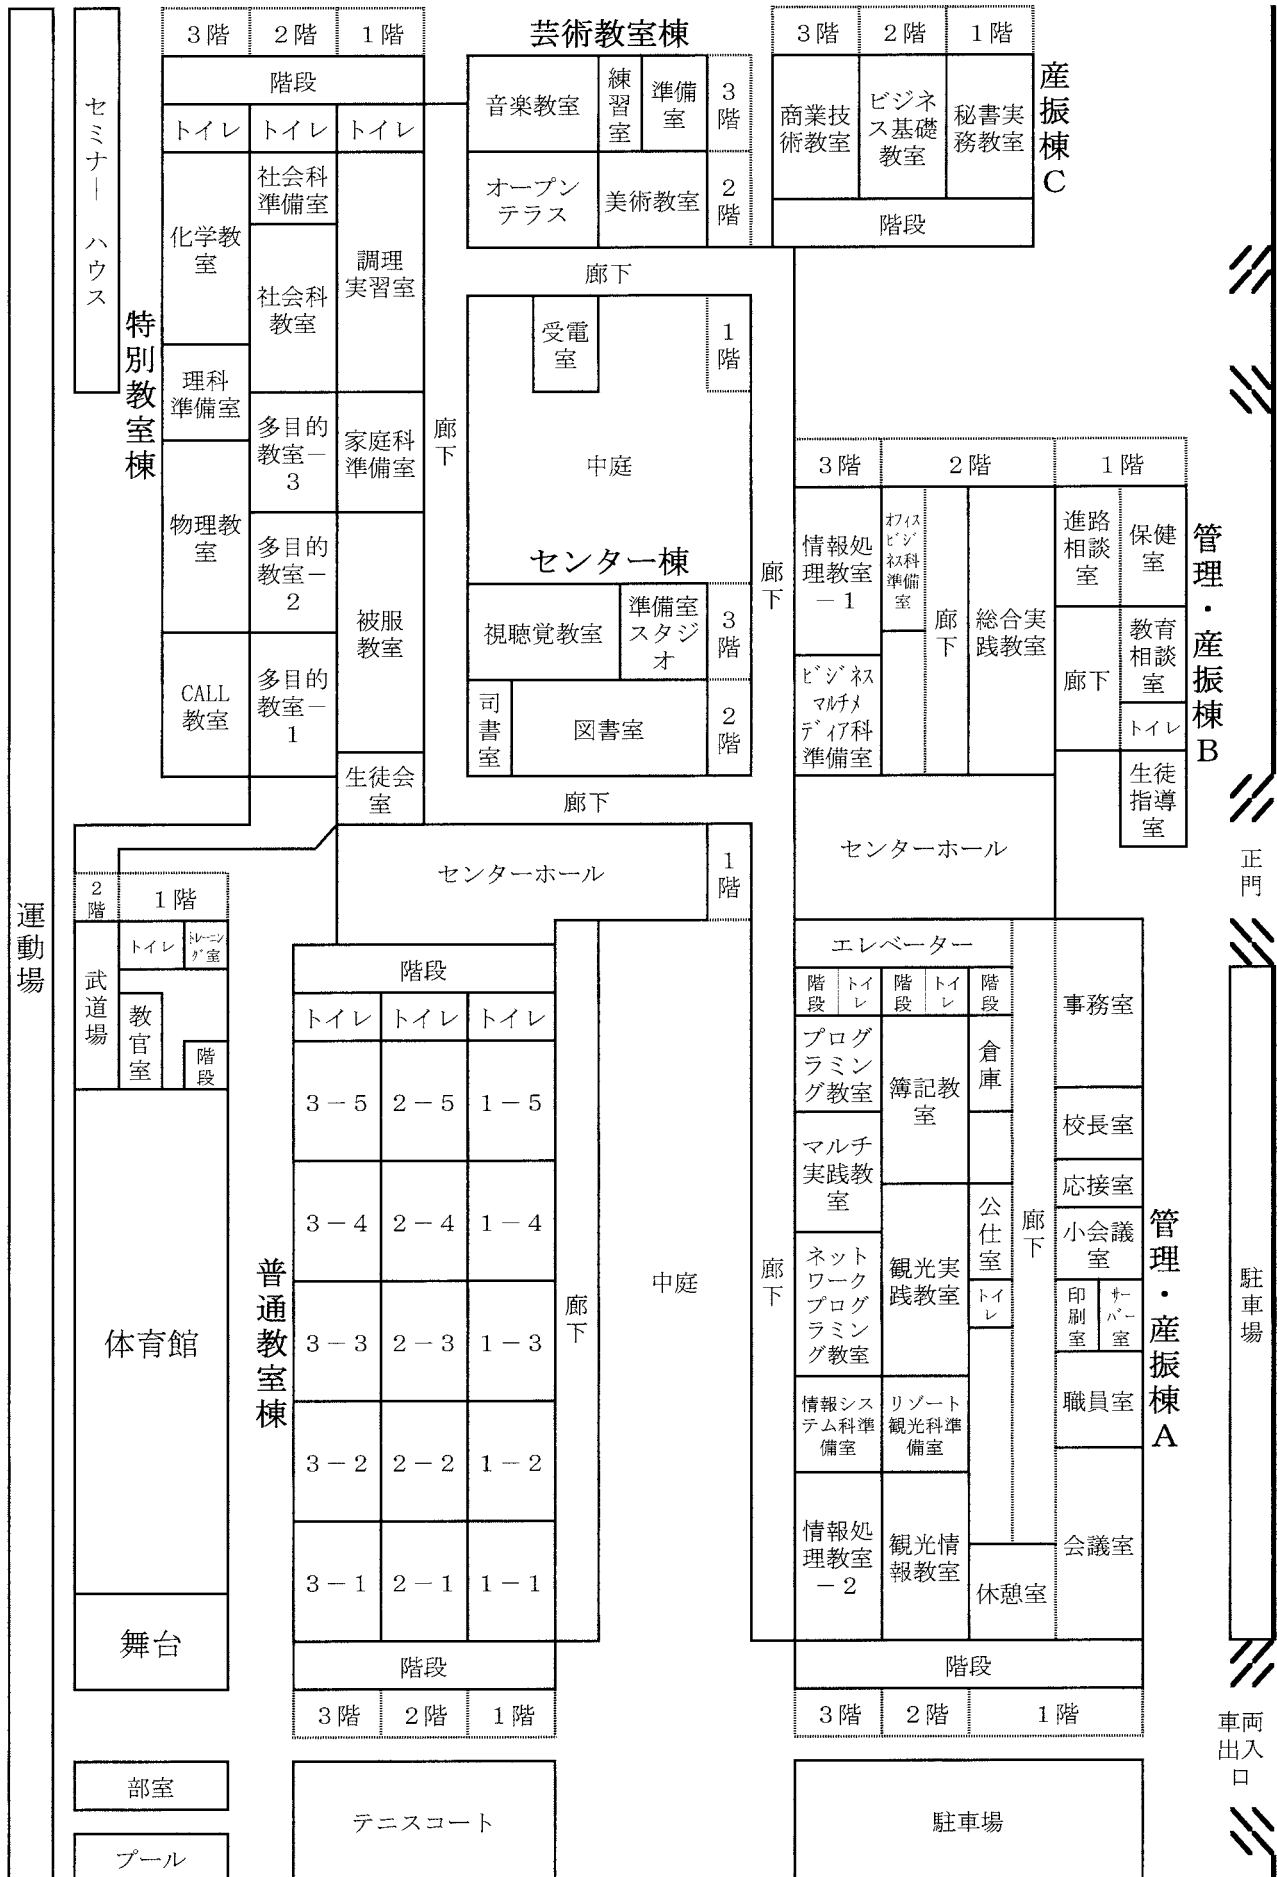 3階 2階 1階
階段
トイレ トイレ トイレ
化学教
室
理科
準備室
物理教
室
CALL
教室
社会科
準備室
社会科
教室
多目的
教室－
3
多目的
教室－
2
多目的
教室－
1
調理
実習室
家庭科
準備室
被服
教室
生徒会
室
特別教室棟
セミナー ハウス
運動場
芸術教室棟
音楽教室
練習室
準備室
3階
オープン
テラス
美術教室
2階
廊下
受電室
1階
中庭
廊下
センター棟
視聴覚教室
準備室
スタジ
オ
3階
司書室
図書室
2階
廊下
センターホール
1階
3階 2階 1階
商業技
術教室
ビジネ
ス基礎
教室
秘書実
務教室
階段
産振棟C
廊下
3階 2階 1階
情報処
理教室
－1
ビジネス
マルチメ
ディア科
準備室
オフィス
ビジ
ネス科
準備
室
廊下
総合実
践教室
進路
相談
室
廊下
保健
室
教育
相談
室
トイレ
生徒
指導
室
管理・産振棟B
センターホール
正門
2階
1階
武道場
トイレ
トレーニン
グ室
教官室
階段
体育館
舞台
部室
プール
普通教室棟
階段
トイレ トイレ トイレ
3－5 2－5 1－5
3－4 2－4 1－4
3－3 2－3 1－3
3－2 2－2 1－2
3－1 2－1 1－1
階段
3階 2階 1階
廊下
中庭
廊下
テニスコート
エレベーター
階段 トイレ 階段 トイレ 階段
プログ
ラミン
グ教室
マルチ
実践教
室
ネット
ワーク
プログ
ラミン
グ教室
情報シス
テム科準
備室
情報処
理教室
－2
簿記教
室
観光実
践教室
リゾート
観光科準
備室
観光情
報教室
倉庫
公仕室
トイレ
休憩室
廊下
事務室
校長室
応接室
小会議
室
印刷室
サーバー室
職員室
会議室
管理・産振棟A
階段
3階 2階 1階
駐車場
駐車場
車両
出入
口